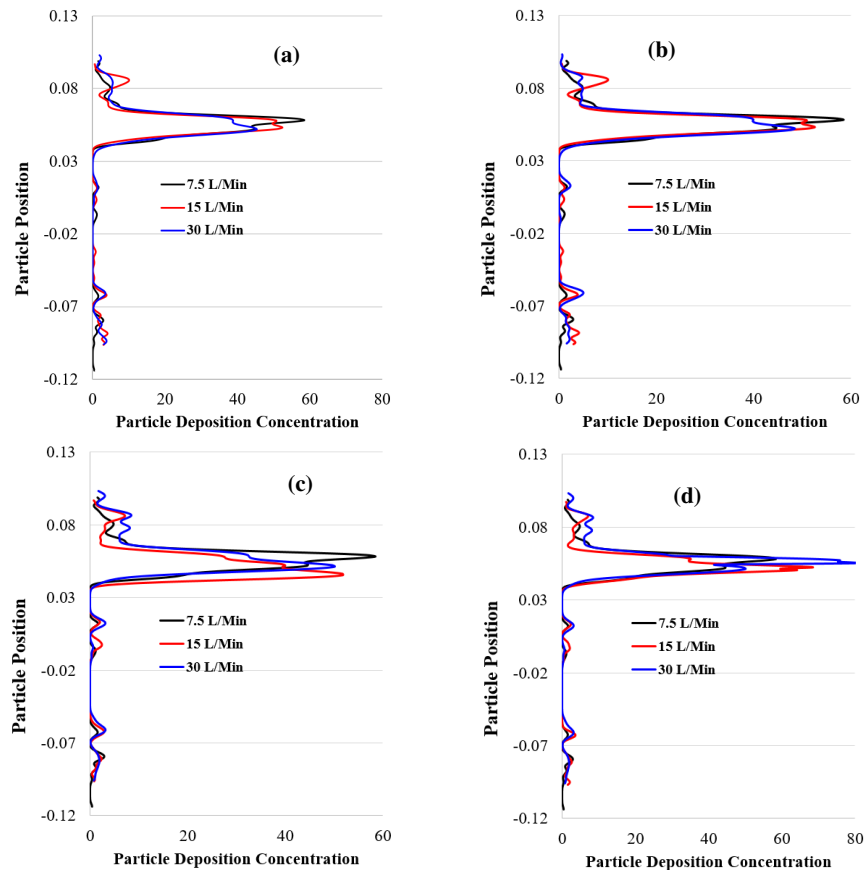 0.13
(a)
0.08
0.03
7.5 L/Min
15 L/Min
30 L/Min
-0.02
-0.07
-0.12
0 20 40 60 80
Particle Position
Particle Deposition Concentration
0.13
(b)
0.08
0.03
7.5 L/Min
15 L/Min
30 L/Min
-0.02
-0.07
-0.12
0 20 40 60
Particle Position
Particle Deposition Concentration
0.13
(c)
0.08
0.03
7.5 L/Min
15 L/Min
30 L/Min
-0.02
-0.07
-0.12
0 20 40 60
Particle Position
Particle Deposition Concentration
0.13
(d)
0.08
0.03
7.5 L/Min
15 L/Min
30 L/Min
-0.02
-0.07
-0.12
0 20 40 60 80
Particle Position
Particle Deposition Concentration